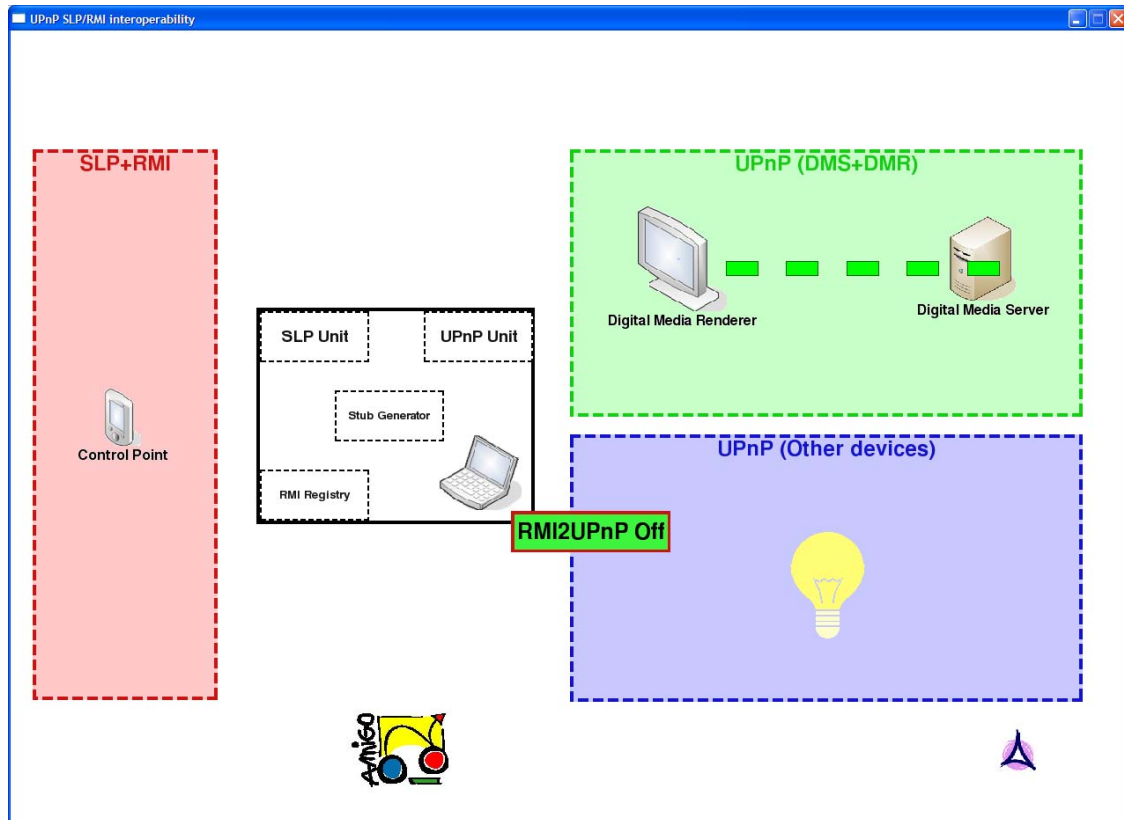 UPnP SLP/RMI interoperability
SLP+RMI
UPnP (DMS+DMR)
Digital Media Renderer
Digital Media Server
SLP Unit
UPnP Unit
Stub Generator
Control Point
RMI Registry
UPnP (Other devices)
RMI2UPnP Off
AmiGO